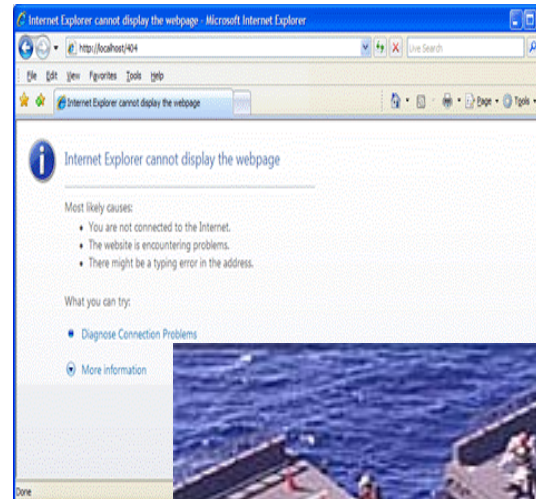 Internet Explorer cannot display the webpage - Microsoft Internet Explorer
http://localhost/404
Live Search
File Edit View Favorites Tools Help
Internet Explorer cannot display the webpage
Page Tools
Internet Explorer cannot display the webpage
Most likely causes:
You are not connected to the Internet.
The website is encountering problems.
There might be a typing error in the address.
What you can try:
Diagnose Connection Problems
More information
Done